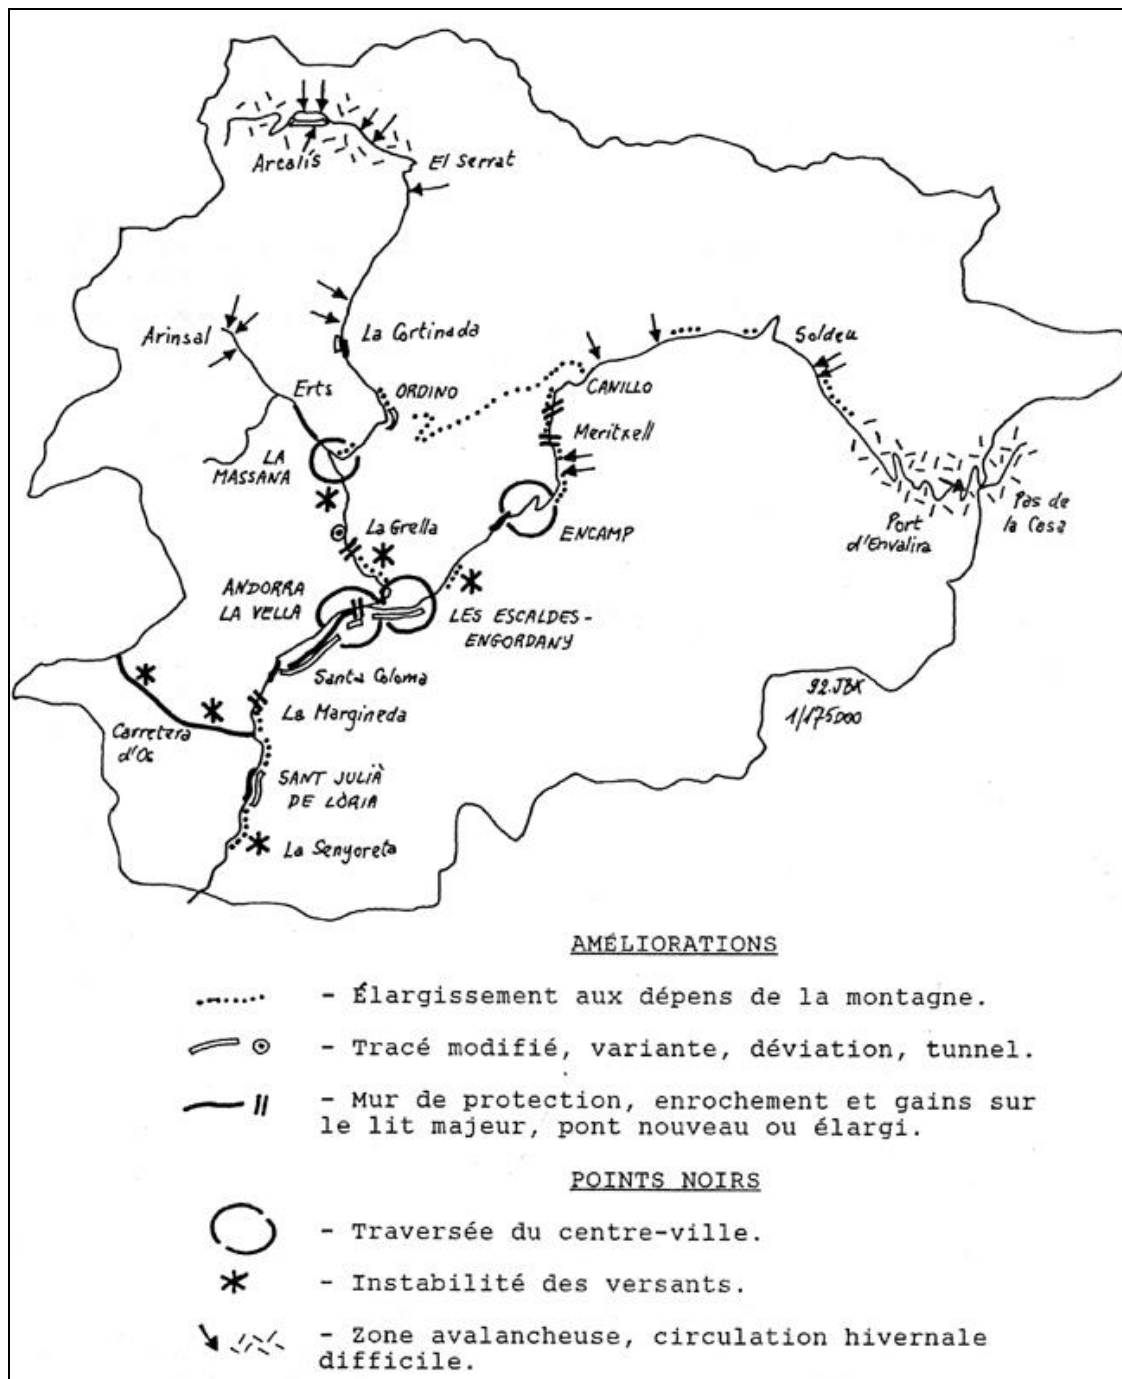 Arcalís
El Serrat
Arinsal
La Cortinada
Erts
ORDINO
LA
MASSANA
Soldeu
CANILLO
Meritxell
La Grella
ENCAMP
Port
d'Envalira
Pas de
la Casa
ANDORRA
LA VELLA
LES ESCALDES-
ENGORDANY
Santa Coloma
La Margineda
Carretera
d'Os
SANT JULIÀ
DE LÒRIA
La Senyoreta
92.JBX
1/175000
AMÉLIORATIONS
- Élargissement aux dépens de la montagne.
- Tracé modifié, variante, déviation, tunnel.
- Mur de protection, enrochement et gains sur
le lit majeur, pont nouveau ou élargi.
POINTS NOIRS
- Traversée du centre-ville.
- Instabilité des versants.
- Zone avalancheuse, circulation hivernale
difficile.